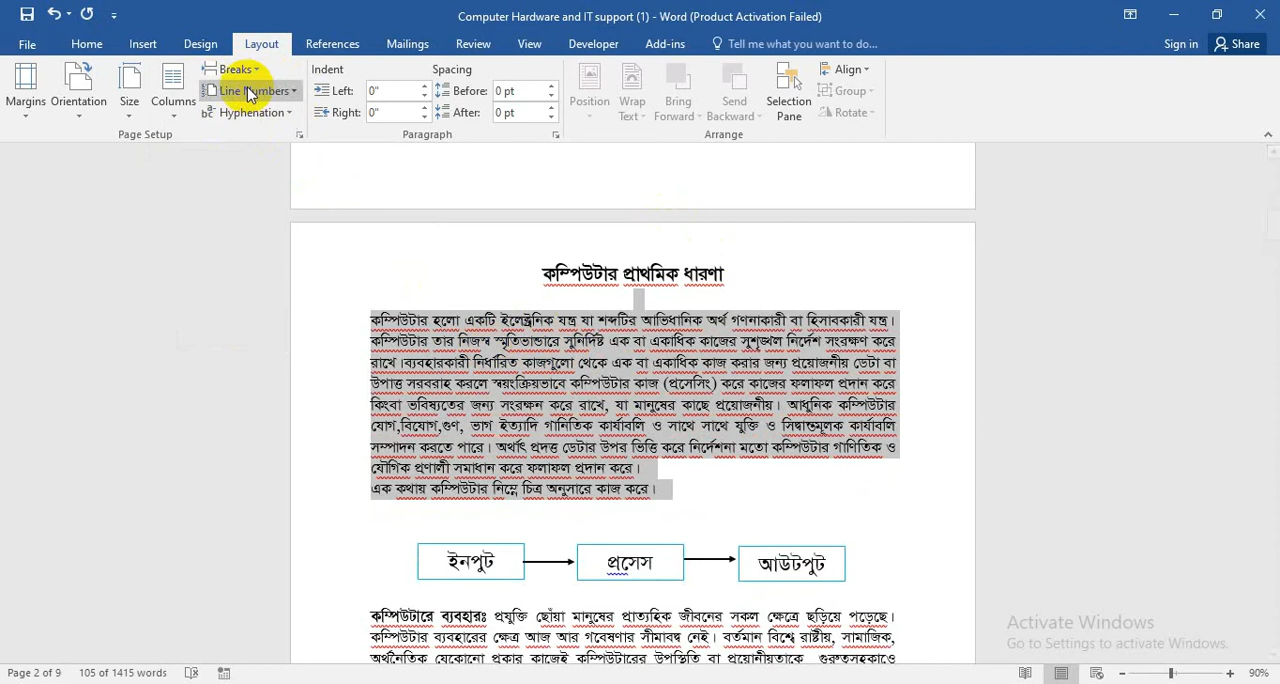 Computer Hardware and IT support (1) - Word (Product Activation Failed)
File Home Insert Design Layout References Mailings Review View Developer Add-ins Tell me what you want to do... Sign in Share
Margins Orientation Size Columns
Breaks
Line Numbers
Hyphenation
Page Setup
Indent Spacing
Left: 0" Before: 0 pt
Right: 0" After: 0 pt
Paragraph
Position Wrap Text Bring Forward Send Backward Selection Pane
Align
Group
Rotate
Arrange
কম্পিউটার প্রাথমিক ধারণা
কম্পিউটার হলো একটি ইলেক্ট্রনিক যন্ত্র যা শব্দটির আভিধানিক অর্থ গণনাকারী বা হিসাবকারী যন্ত্র।
কম্পিউটার তার নিজস্ব স্মৃতিভান্ডারে সুনির্দিষ্ট এক বা একাধিক কাজের সুশৃঙ্খল নির্দেশ সংরক্ষণ করে
রাখে।ব্যবহারকারী নির্ধারিত কাজগুলো থেকে এক বা একাধিক কাজ করার জন্য প্রয়োজনীয় ডেটা বা
উপাত্ত সরবরাহ করলে স্বয়ংক্রিয়ভাবে কম্পিউটার কাজ (প্রসেসিং) করে কাজের ফলাফল প্রদান করে
কিংবা ভবিষ্যতের জন্য সংরক্ষন করে রাখে, যা মানুষের কাছে প্রয়োজনীয়। আধুনিক কম্পিউটার
যোগ,বিয়োগ,গুণ, ভাগ ইত্যাদি গানিতিক কার্যাবলি ও সাথে সাথে যুক্তি ও সিদ্ধান্তমূলক কার্যাবলি
সম্পাদন করতে পারে। অর্থাৎ প্রদত্ত ডেটার উপর ভিত্তি করে নির্দেশনা মতো কম্পিউটার গাণিতিক ও
যৌগিক প্রণালী সমাধান করে ফলাফল প্রদান করে।
এক কথায় কম্পিউটার নিম্নে চিত্র অনুসারে কাজ করে।
ইনপুট প্রসেস আউটপুট
কম্পিউটারে ব্যবহারঃ প্রযুক্তি ছোঁয়া মানুষের প্রাত্যহিক জীবনের সকল ক্ষেত্রে ছড়িয়ে পড়েছে।
কম্পিউটার ব্যবহারের ক্ষেত্র আজ আর গবেষণার সীমাবদ্ব নেই। বর্তমান বিশ্বে রাষ্টীয়, সামাজিক,
অর্থনৈতিক যেকোনো প্রকার কাজেই কম্পিউটারের উপস্থিতি বা
Activate Windows
Go to Settings to activate Windows.
Page 2 of 9 105 of 1415 words 90%